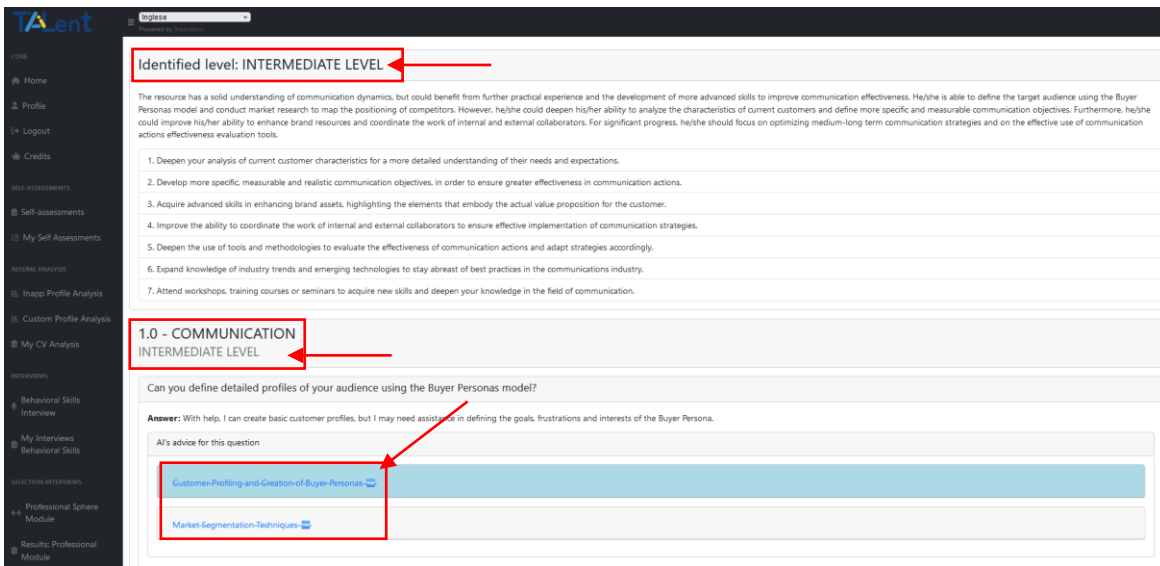 TALent
Inglese
Powered by Translate
CORE
Home
Profile
Logout
Credits
SELF-ASSESSMENTS
Self-assessments
My Self Assessments
RESUME ANALYSIS
Inapp Profile Analysis
Custom Profile Analysis
My CV Analysis
INTERVIEWS
Behavioral Skills
Interview
My Interviews
Behavioral Skills
SELECTION INTERVIEWS
Professional Sphere
Module
Results: Professional
Module
Identified level: INTERMEDIATE LEVEL
The resource has a solid understanding of communication dynamics, but could benefit from further practical experience and the development of more advanced skills to improve communication effectiveness. He/she is able to define the target audience using the Buyer
Personas model and conduct market research to map the positioning of competitors. However, he/she could deepen his/her ability to analyze the characteristics of current customers and define more specific and measurable communication objectives. Furthermore, he/she
could improve his/her ability to enhance brand resources and coordinate the work of internal and external collaborators. For significant progress, he/she should focus on optimizing medium-long term communication strategies and on the effective use of communication
actions effectiveness evaluation tools.
1. Deepen your analysis of current customer characteristics for a more detailed understanding of their needs and expectations.
2. Develop more specific, measurable and realistic communication objectives, in order to ensure greater effectiveness in communication actions.
3. Acquire advanced skills in enhancing brand assets, highlighting the elements that embody the actual value proposition for the customer.
4. Improve the ability to coordinate the work of internal and external collaborators to ensure effective implementation of communication strategies.
5. Deepen the use of tools and methodologies to evaluate the effectiveness of communication actions and adapt strategies accordingly.
6. Expand knowledge of industry trends and emerging technologies to stay abreast of best practices in the communications industry.
7. Attend workshops, training courses or seminars to acquire new skills and deepen your knowledge in the field of communication.
1.0 - COMMUNICATION
INTERMEDIATE LEVEL
Can you define detailed profiles of your audience using the Buyer Personas model?
Answer: With help, I can create basic customer profiles, but I may need assistance in defining the goals, frustrations and interests of the Buyer Persona.
AI's advice for this question
Customer-Profiling-and-Creation-of-Buyer-Personas-
Market-Segmentation-Techniques-